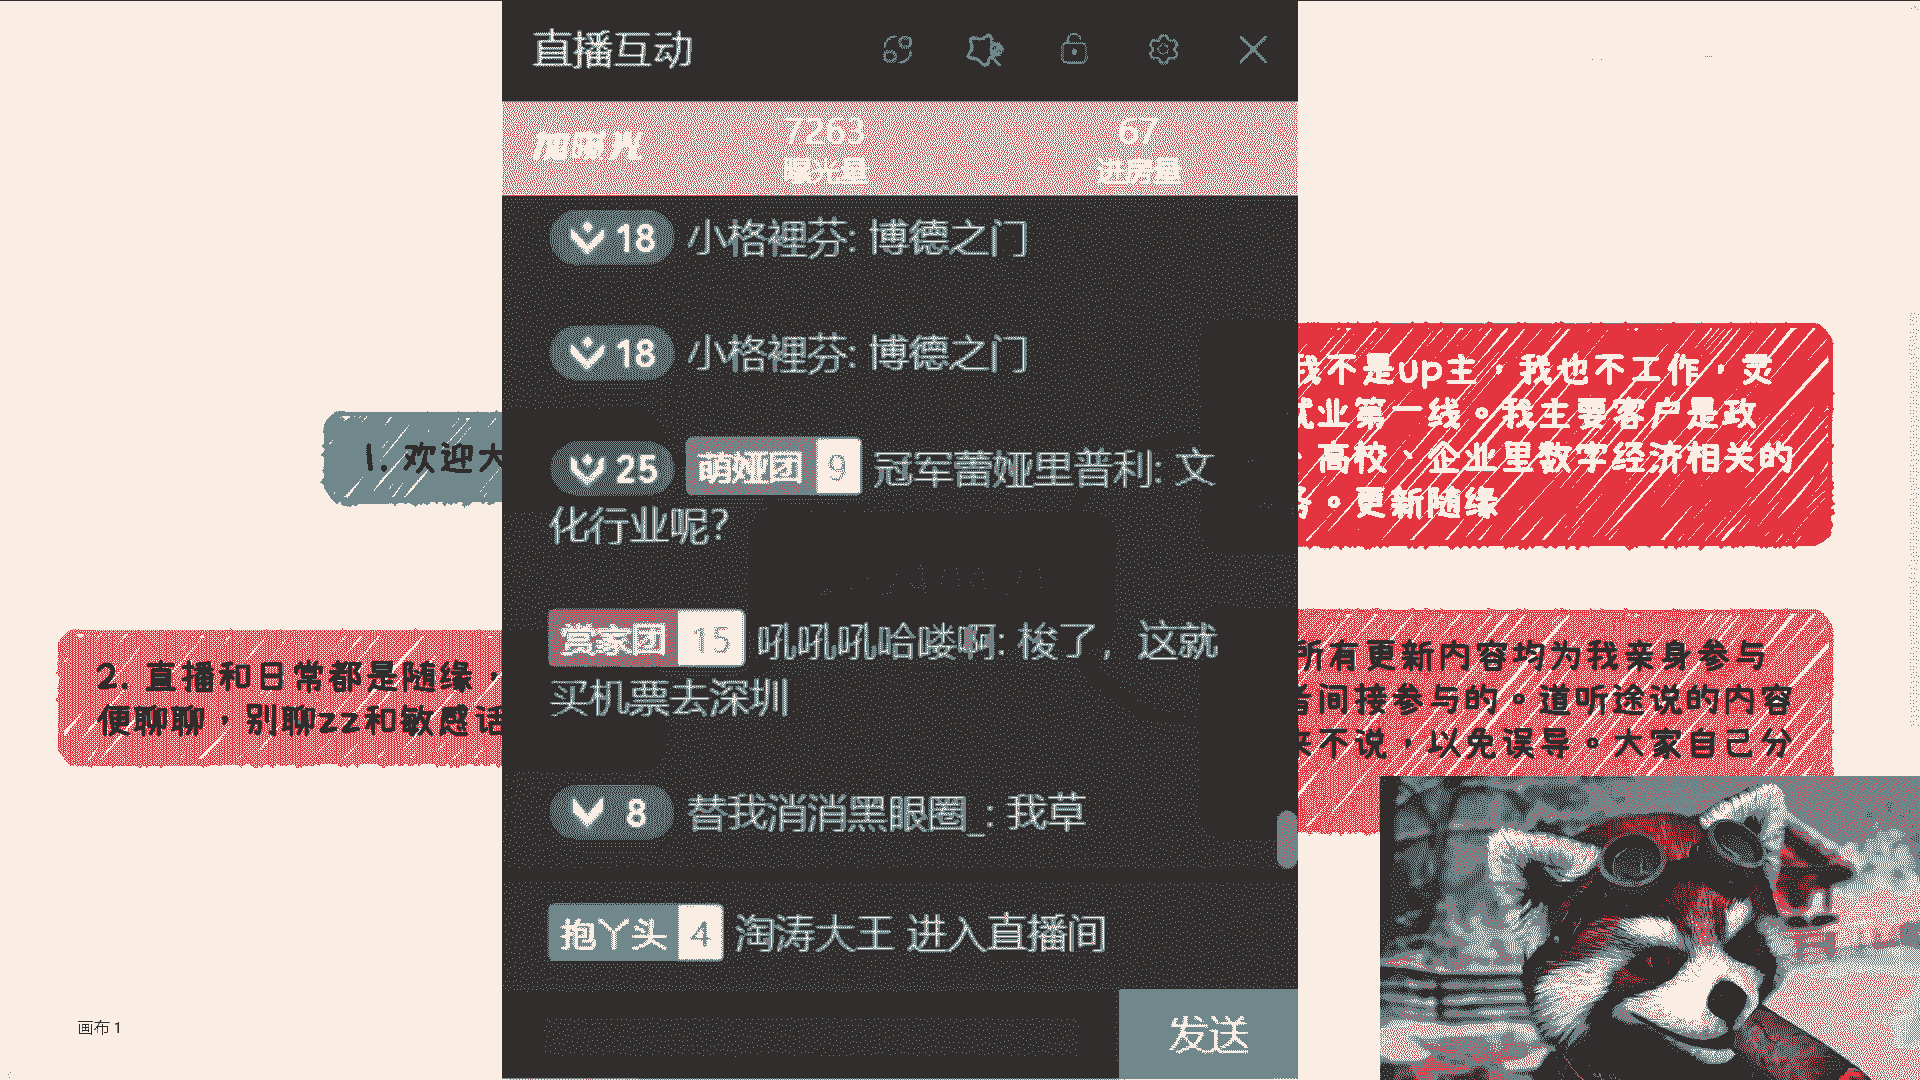 直播互动
加曝光
7263
曝光量
67
进房量
18 小格裡芬: 博德之门
18 小格裡芬: 博德之门
25 萌娅团 9 冠军蕾娅里普利: 文
化行业呢?
赏家团 15 吼吼吼哈喽啊: 梭了，这就
买机票去深圳
8 替我消消黑眼圈_: 我草
抱丫头 4 淘涛大王 进入直播间
发送
1. 欢迎大
2. 直播和日常都是随缘，
便聊聊，别聊zz和敏感话
我不是up主，我也不工作，灵
就业第一线。我主要客户是政
、高校、企业里数字经济相关的
务。更新随缘
所有更新内容均为我亲身参与
者间接参与的。道听途说的内容
来不说，以免误导。大家自己分
画布 1